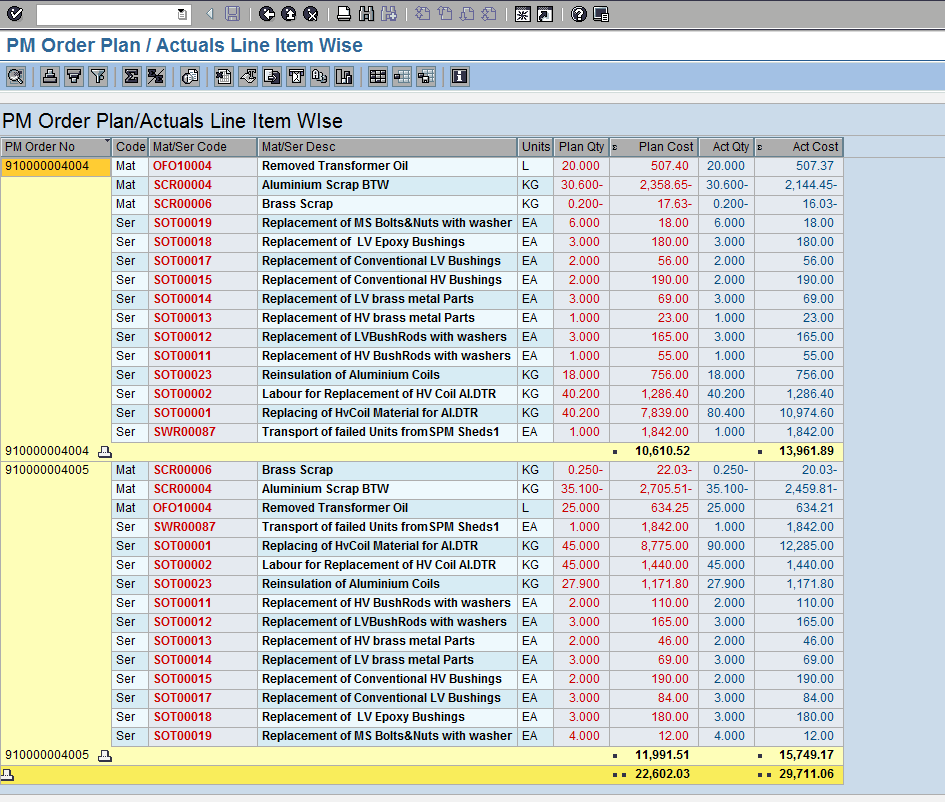 PM Order Plan / Actuals Line Item Wise
PM Order Plan/Actuals Line Item WIse
PM Order No Code Mat/Ser Code Mat/Ser Desc Units Plan Qty Σ Plan Cost Act Qty Σ Act Cost
910000004004 Mat OFO10004 Removed Transformer Oil L 20.000 507.40 20.000 507.37
Mat SCR00004 Aluminium Scrap BTW KG 30.600- 2,358.65- 30.600- 2,144.45-
Mat SCR00006 Brass Scrap KG 0.200- 17.63- 0.200- 16.03-
Ser SOT00019 Replacement of MS Bolts&Nuts with washer EA 6.000 18.00 6.000 18.00
Ser SOT00018 Replacement of LV Epoxy Bushings EA 3.000 180.00 3.000 180.00
Ser SOT00017 Replacement of Conventional LV Bushings EA 2.000 56.00 2.000 56.00
Ser SOT00015 Replacement of Conventional HV Bushings EA 2.000 190.00 2.000 190.00
Ser SOT00014 Replacement of LV brass metal Parts EA 3.000 69.00 3.000 69.00
Ser SOT00013 Replacement of HV brass metal Parts EA 1.000 23.00 1.000 23.00
Ser SOT00012 Replacement of LVBushRods with washers EA 3.000 165.00 3.000 165.00
Ser SOT00011 Replacement of HV BushRods with washers EA 1.000 55.00 1.000 55.00
Ser SOT00023 Reinsulation of Aluminium Coils KG 18.000 756.00 18.000 756.00
Ser SOT00002 Labour for Replacement of HV Coil Al.DTR KG 40.200 1,286.40 40.200 1,286.40
Ser SOT00001 Replacing of HvCoil Material for Al.DTR KG 40.200 7,839.00 80.400 10,974.60
Ser SWR00087 Transport of failed Units fromSPM Sheds1 EA 1.000 1,842.00 1.000 1,842.00
910000004004 ▪ 10,610.52 ▪ 13,961.89
910000004005 Mat SCR00006 Brass Scrap KG 0.250- 22.03- 0.250- 20.03-
Mat SCR00004 Aluminium Scrap BTW KG 35.100- 2,705.51- 35.100- 2,459.81-
Mat OFO10004 Removed Transformer Oil L 25.000 634.25 25.000 634.21
Ser SWR00087 Transport of failed Units fromSPM Sheds1 EA 1.000 1,842.00 1.000 1,842.00
Ser SOT00001 Replacing of HvCoil Material for Al.DTR KG 45.000 8,775.00 90.000 12,285.00
Ser SOT00002 Labour for Replacement of HV Coil Al.DTR KG 45.000 1,440.00 45.000 1,440.00
Ser SOT00023 Reinsulation of Aluminium Coils KG 27.900 1,171.80 27.900 1,171.80
Ser SOT00011 Replacement of HV BushRods with washers EA 2.000 110.00 2.000 110.00
Ser SOT00012 Replacement of LVBushRods with washers EA 3.000 165.00 3.000 165.00
Ser SOT00013 Replacement of HV brass metal Parts EA 2.000 46.00 2.000 46.00
Ser SOT00014 Replacement of LV brass metal Parts EA 3.000 69.00 3.000 69.00
Ser SOT00015 Replacement of Conventional HV Bushings EA 2.000 190.00 2.000 190.00
Ser SOT00017 Replacement of Conventional LV Bushings EA 3.000 84.00 3.000 84.00
Ser SOT00018 Replacement of LV Epoxy Bushings EA 3.000 180.00 3.000 180.00
Ser SOT00019 Replacement of MS Bolts&Nuts with washer EA 4.000 12.00 4.000 12.00
910000004005 ▪ 11,991.51 ▪ 15,749.17
▪▪ 22,602.03 ▪▪ 29,711.06